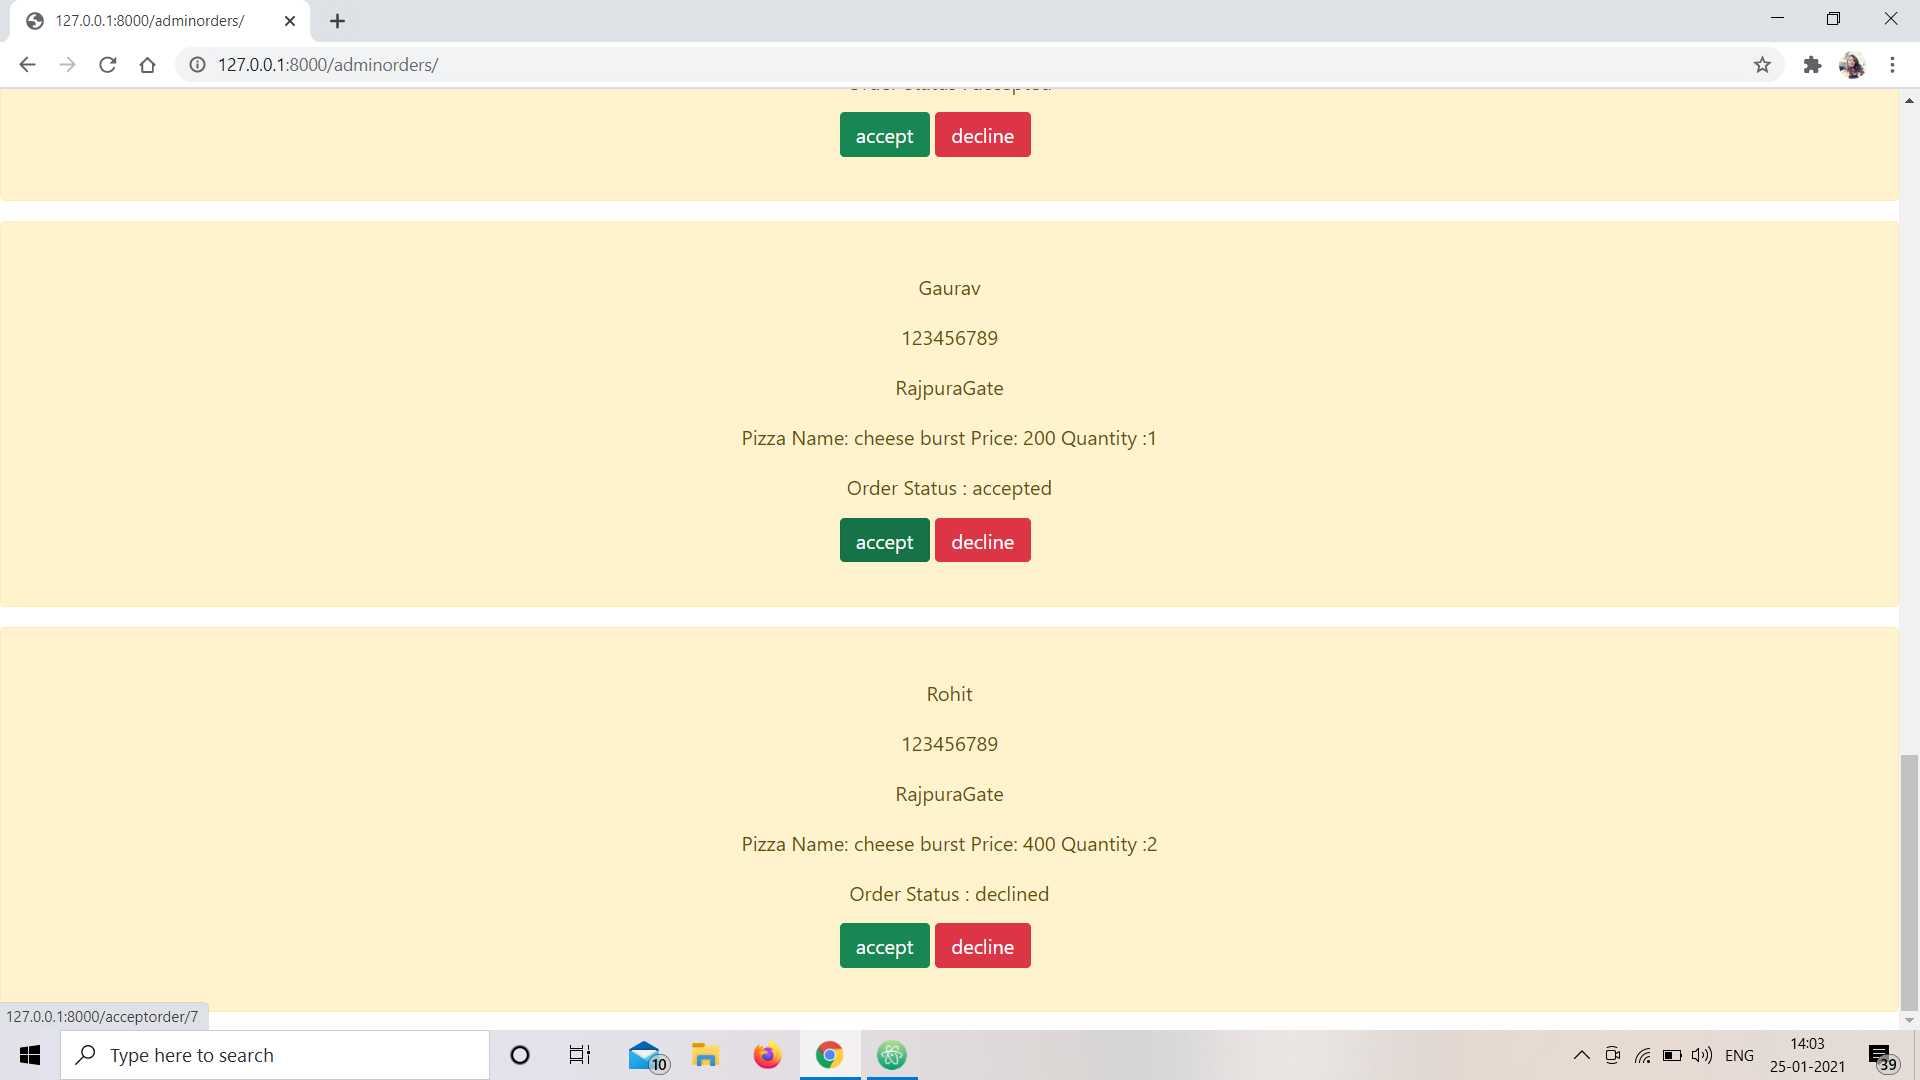 127.0.0.1:8000/adminorders/
127.0.0.1:8000/adminorders/
Order Status : accepted
accept decline
Gaurav
123456789
RajpuraGate
Pizza Name: cheese burst Price: 200 Quantity :1
Order Status : accepted
accept decline
Rohit
123456789
RajpuraGate
Pizza Name: cheese burst Price: 400 Quantity :2
Order Status : declined
accept decline
127.0.0.1:8000/acceptorder/7
Type here to search
10
ENG
14:03
25-01-2021
39